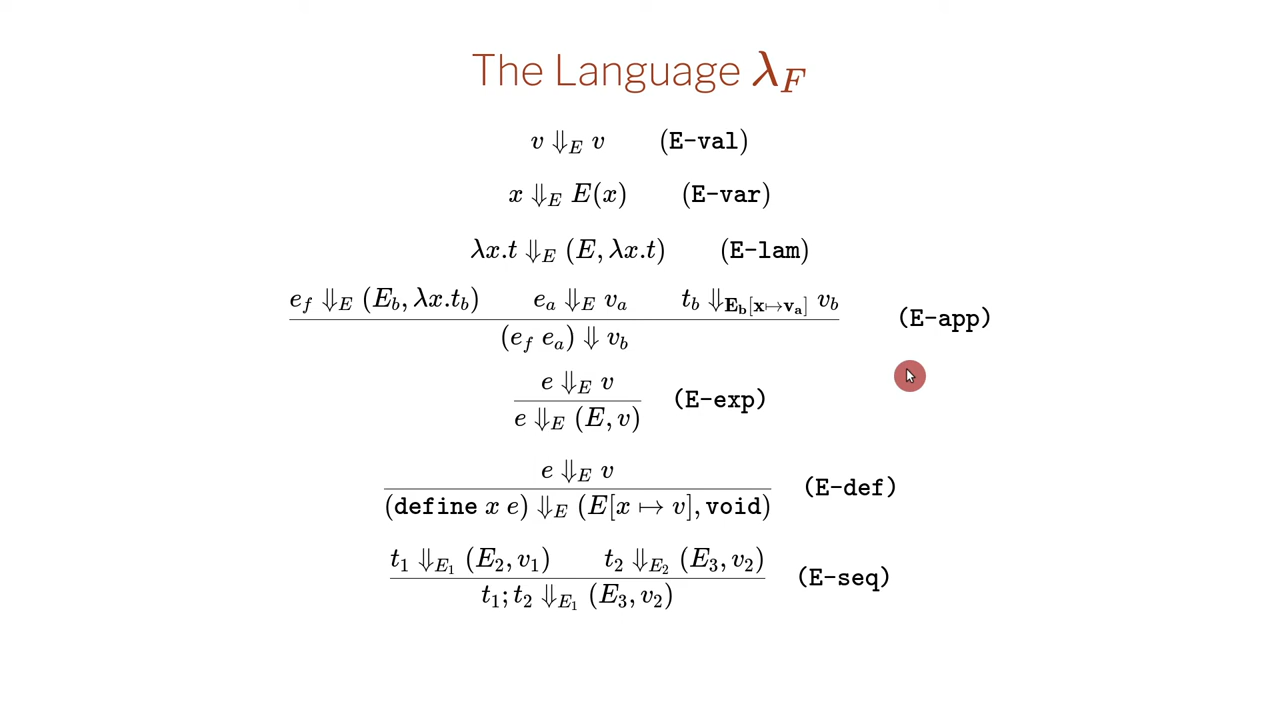 The Language λ_F
v ⇓_E v (E-val)
x ⇓_E E(x) (E-var)
λx.t ⇓_E (E, λx.t) (E-lam)
e_f ⇓_E (E_b, λx.t_b) e_a ⇓_E v_a t_b ⇓_{E_b[x↦v_a]} v_b (E-app)
(e_f e_a) ⇓ v_b
e ⇓_E v (E-exp)
e ⇓_E (E, v)
e ⇓_E v (E-def)
(define x e) ⇓_E (E[x ↦ v], void)
t_1 ⇓_{E_1} (E_2, v_1) t_2 ⇓_{E_2} (E_3, v_2) (E-seq)
t_1; t_2 ⇓_{E_1} (E_3, v_2)